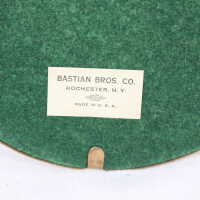 BASTIAN BROS. CO.
ROCHESTER, N. Y.
MADE IN U. S. A.